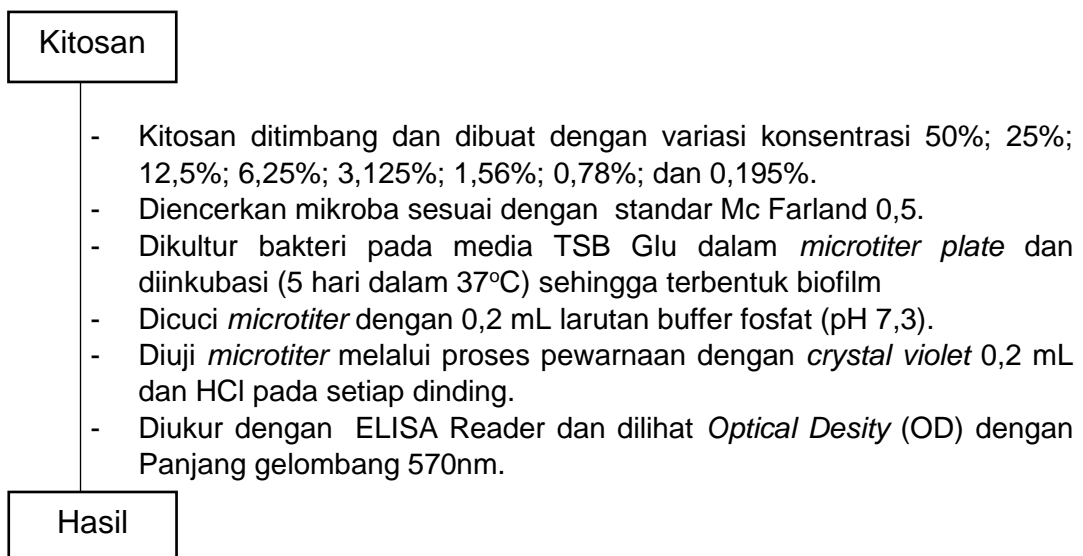 Kitosan
- Kitosan ditimbang dan dibuat dengan variasi konsentrasi 50%; 25%;
12,5%; 6,25%; 3,125%; 1,56%; 0,78%; dan 0,195%.
- Diencerkan mikroba sesuai dengan standar Mc Farland 0,5.
- Dikultur bakteri pada media TSB Glu dalam microtiter plate dan
diinkubasi (5 hari dalam 37°C) sehingga terbentuk biofilm
- Dicuci microtiter dengan 0,2 mL larutan buffer fosfat (pH 7,3).
- Diuji microtiter melalui proses pewarnaan dengan crystal violet 0,2 mL
dan HCl pada setiap dinding.
- Diukur dengan ELISA Reader dan dilihat Optical Desity (OD) dengan
Panjang gelombang 570nm.
Hasil